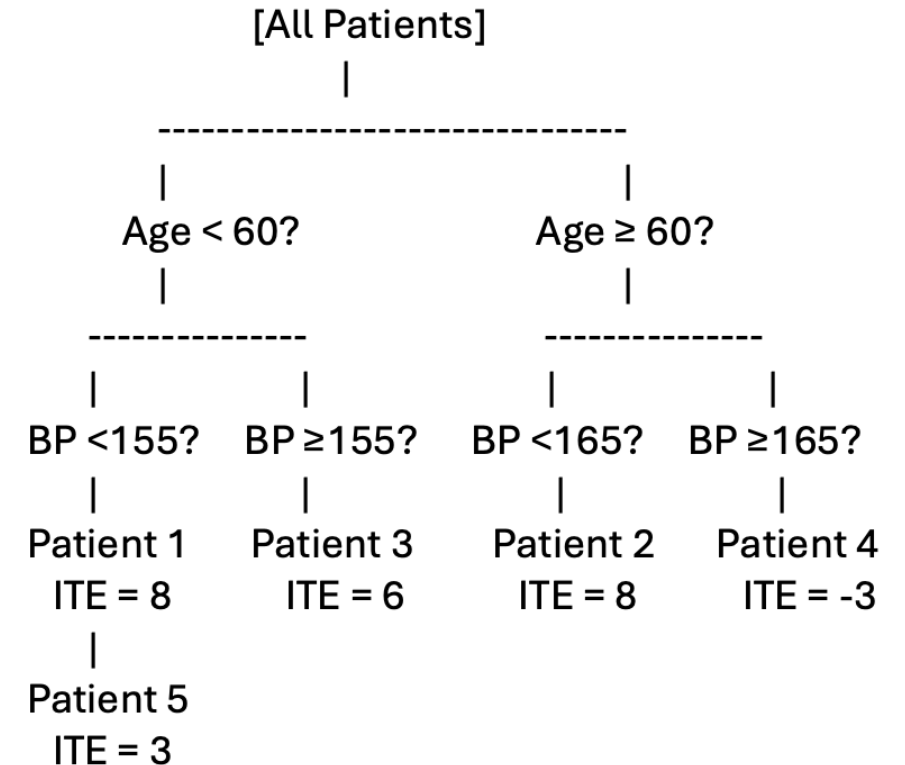 [All Patients]
|
--------------------------------
| |
Age < 60? Age ≥ 60?
| |
--------------- ---------------
| | | |
BP <155? BP ≥155? BP <165? BP ≥165?
| | | |
Patient 1 Patient 3 Patient 2 Patient 4
ITE = 8 ITE = 6 ITE = 8 ITE = -3
|
Patient 5
ITE = 3